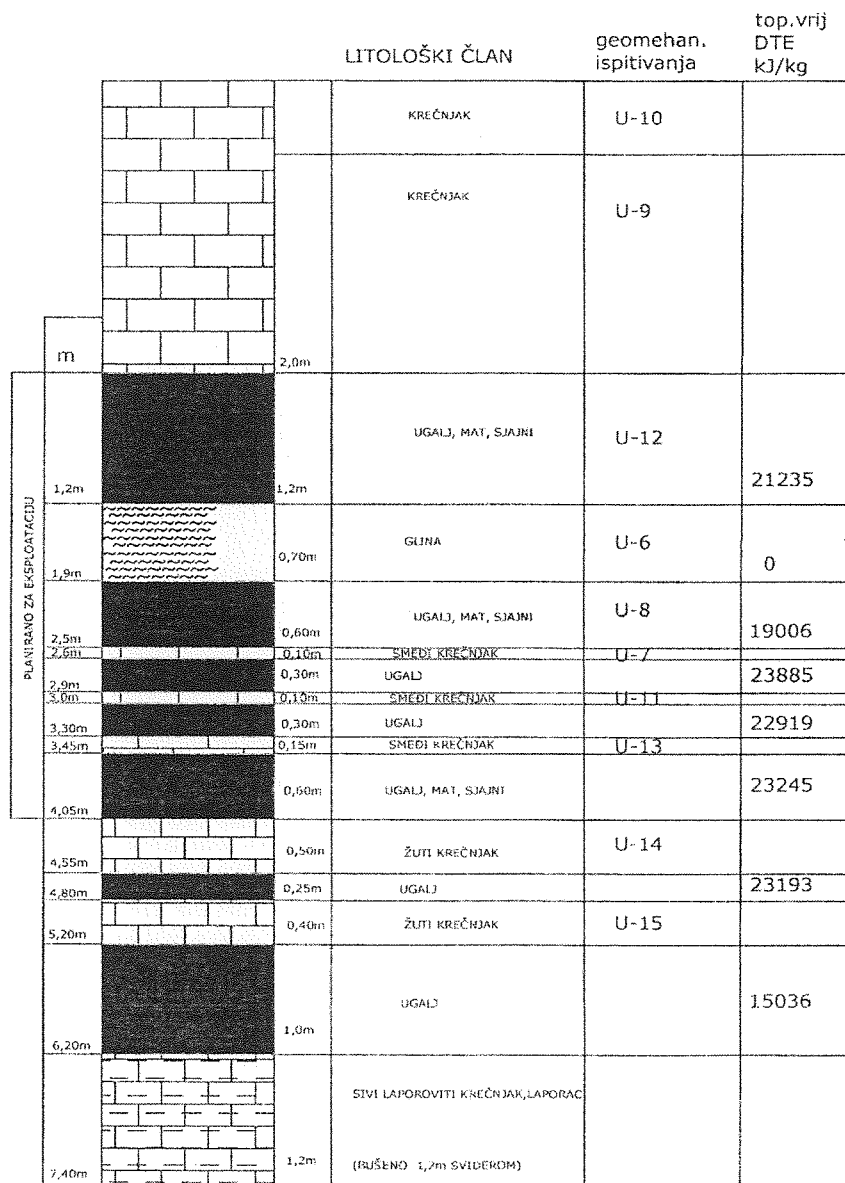 LITOLOŠKI ČLAN
geomehan.
ispitivanja
top.vrij
DTE
kJ/kg
KREČNJAK
U-10
KREČNJAK
U-9
m
2,0m
PLANIRANO ZA EKSPLOATACIJU
UGALJ, MAT, SJAJNI
U-12
1,2m
1,2m
21235
GLINA
U-6
0,70m
0
1,9m
UGALJ, MAT, SJAJNI
U-8
2,5m
0,60m
19006
2,6m
0,10m
SMEĐI KREČNJAK
U-7
0,30m
UGALJ
23885
2,9m
3,0m
0,10m
SMEĐI KREČNJAK
U-11
0,30m
UGALJ
22919
3,30m
3,45m
0,15m
SMEĐI KREČNJAK
U-13
0,60m
UGALJ, MAT, SJAJNI
23245
4,05m
0,50m
ŽUTI KREČNJAK
U-14
4,55m
0,25m
UGALJ
23193
4,80m
0,40m
ŽUTI KREČNJAK
U-15
5,20m
UGALJ
15036
1,0m
6,20m
SIVI LAPOROVITI KREČNJAK,LAPORAC
1,2m
(BUŠENO 1,2m SVIDEROM)
7,40m